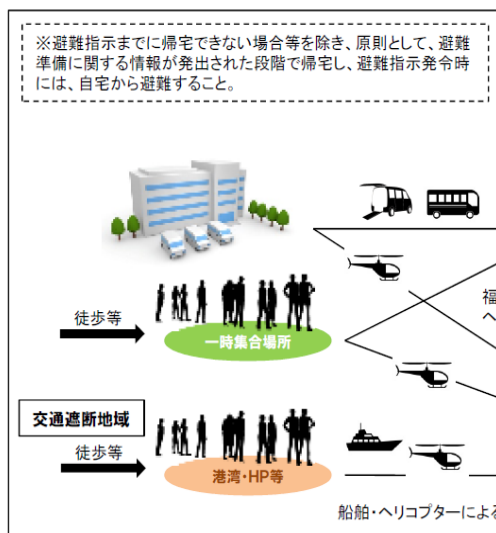 ※避難指示までに帰宅できない場合等を除き、原則として、避難
準備に関する情報が発出された段階で帰宅し、避難指示発令時
には、自宅から避難すること。
福
へ
徒歩等
一時集合場所
交通遮断地域
徒歩等
港湾・HP等
船舶・ヘリコプターによる